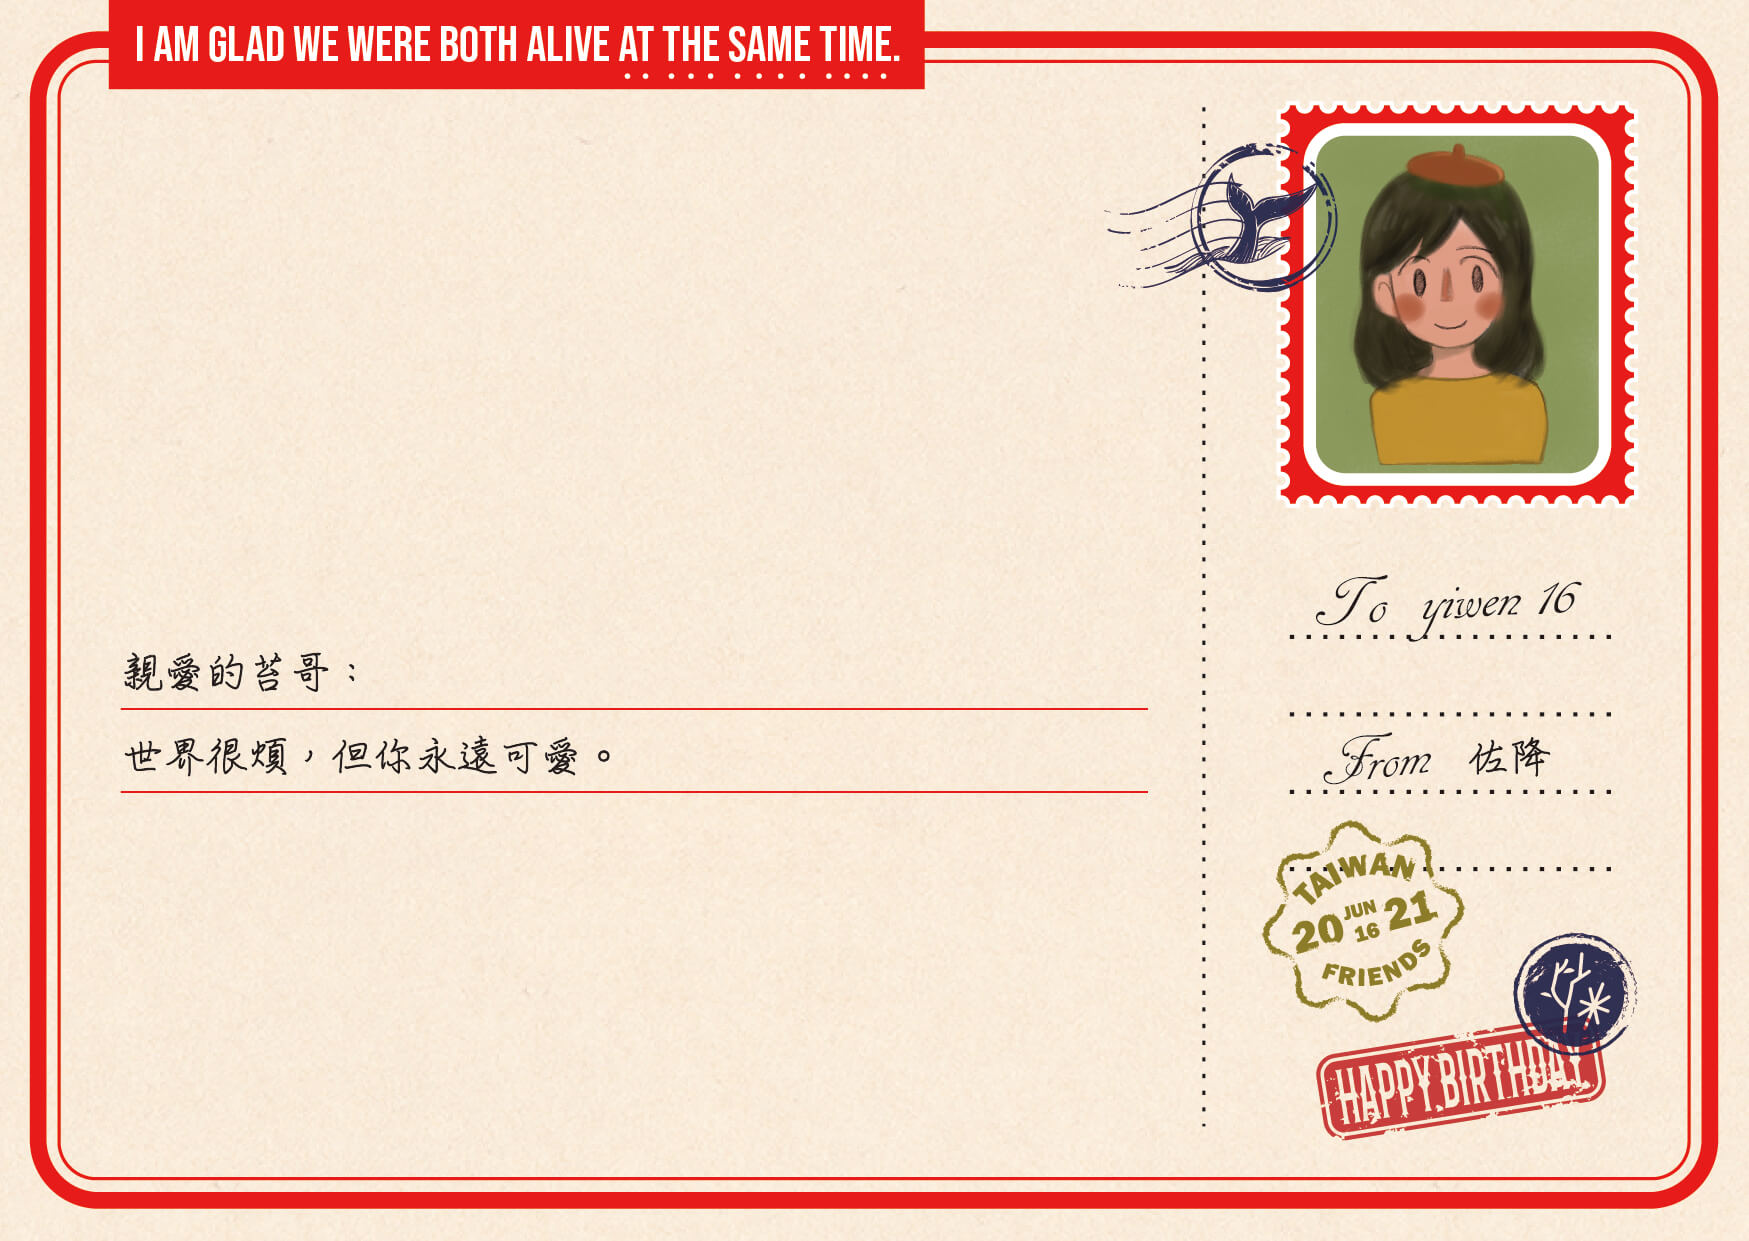 I AM GLAD WE WERE BOTH ALIVE AT THE SAME TIME.
親愛的苔哥：
世界很煩，但你永遠可愛。
To yiwen 16
From 佐降
TAIWAN
20 JUN 16 21
FRIENDS
HAPPY BIRTHDAY